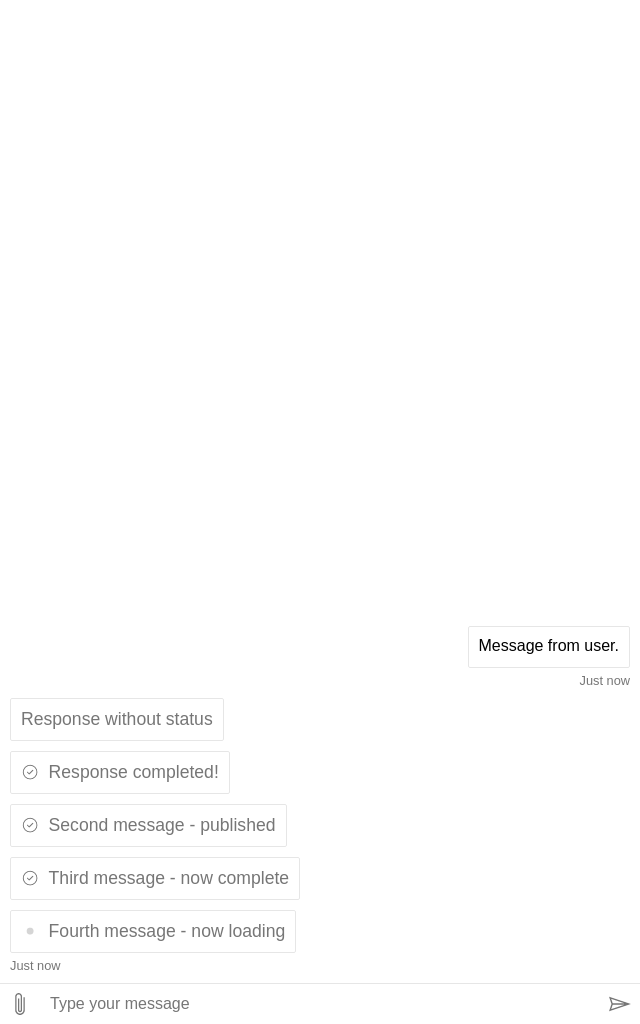 Message from user.
Just now
Response without status
Response completed!
Second message - published
Third message - now complete
Fourth message - now loading
Just now
Type your message